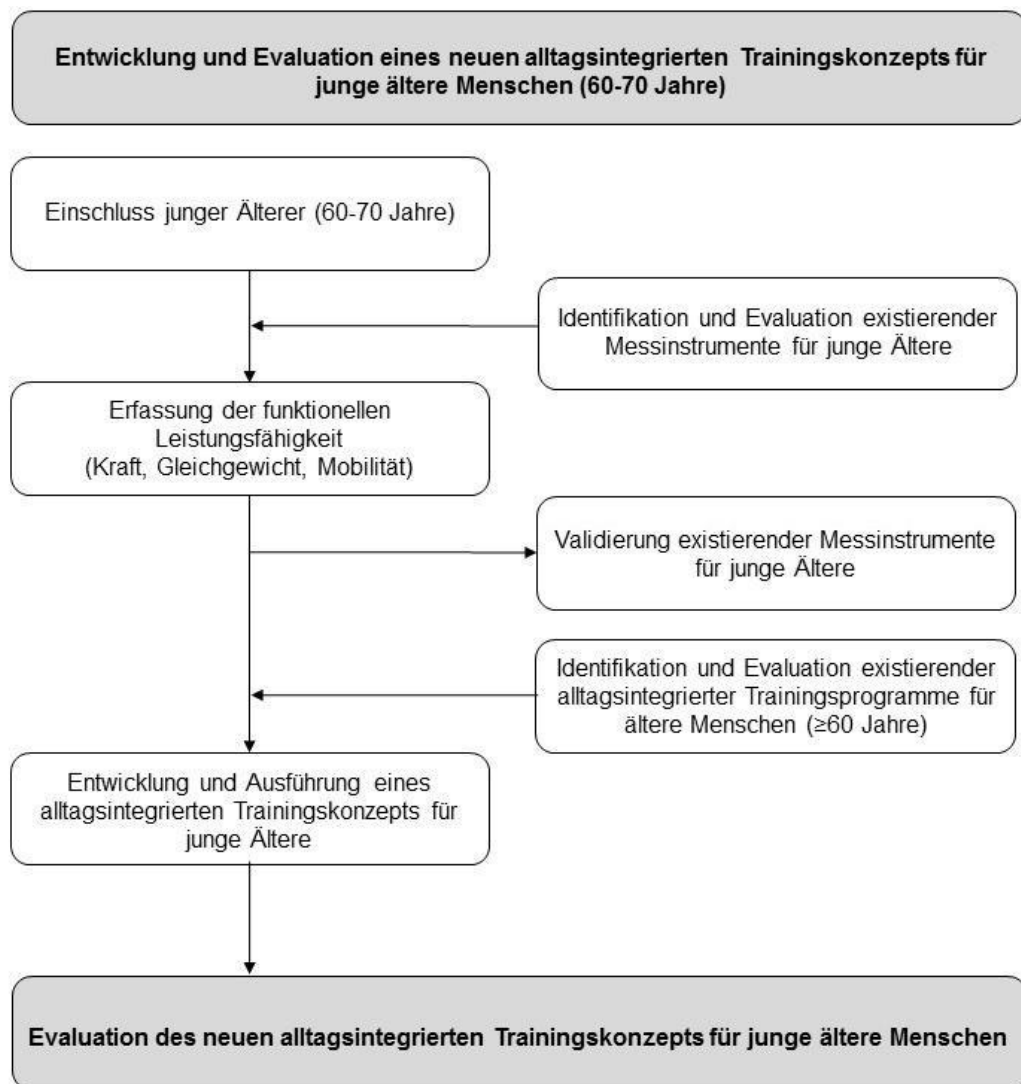 Entwicklung und Evaluation eines neuen alltagsintegrierten Trainingskonzepts für
junge ältere Menschen (60-70 Jahre)
Einschluss junger Älterer (60-70 Jahre)
Identifikation und Evaluation existierender
Messinstrumente für junge Ältere
Erfassung der funktionellen
Leistungsfähigkeit
(Kraft, Gleichgewicht, Mobilität)
Validierung existierender Messinstrumente
für junge Ältere
Identifikation und Evaluation existierender
alltagsintegrierter Trainingsprogramme für
ältere Menschen (≥60 Jahre)
Entwicklung und Ausführung eines
alltagsintegrierten Trainingskonzepts für
junge Ältere
Evaluation des neuen alltagsintegrierten Trainingskonzepts für junge ältere Menschen